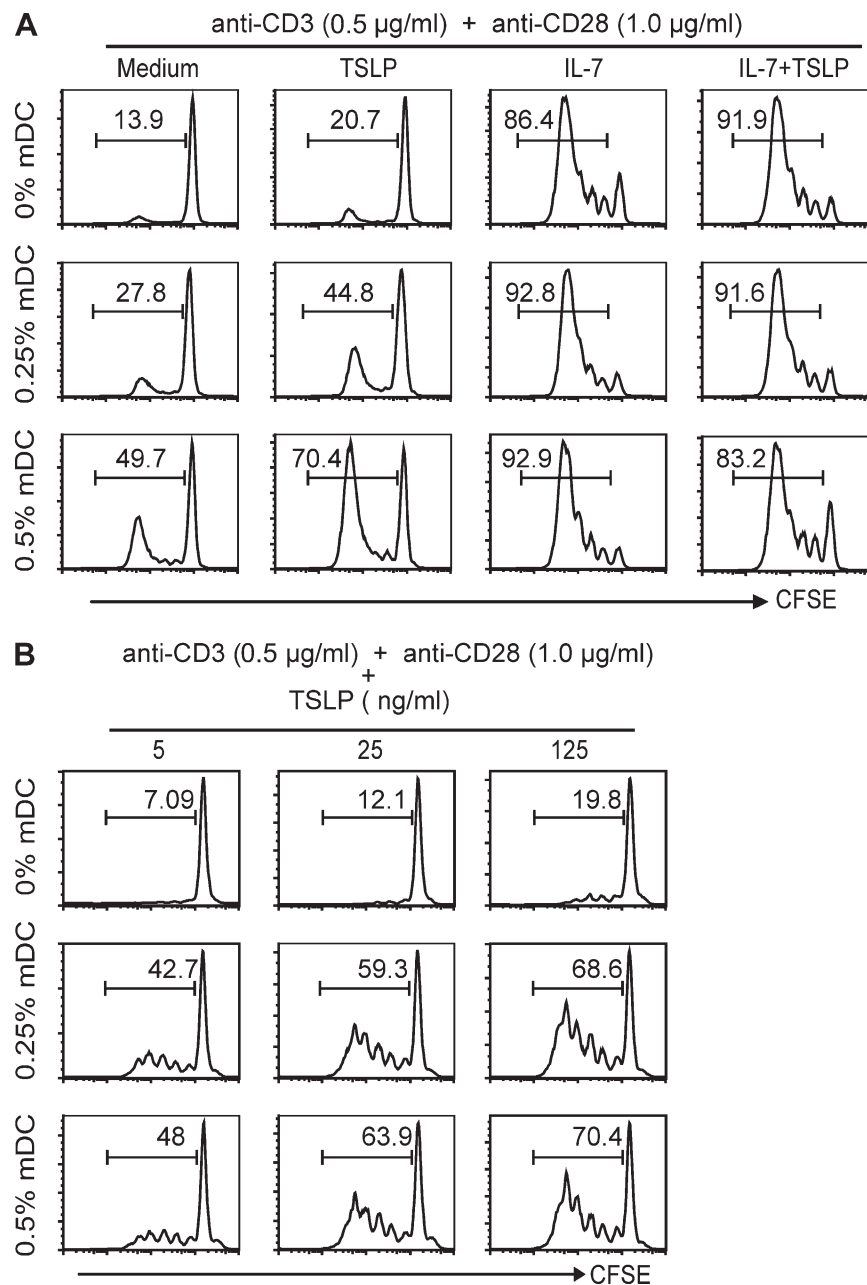 A
anti-CD3 (0.5 µg/ml) + anti-CD28 (1.0 µg/ml)
Medium TSLP IL-7 IL-7+TSLP
0% mDC 13.9 20.7 86.4 91.9
0.25% mDC 27.8 44.8 92.8 91.6
0.5% mDC 49.7 70.4 92.9 83.2
CFSE
B
anti-CD3 (0.5 µg/ml) + anti-CD28 (1.0 µg/ml)
+
TSLP ( ng/ml)
5 25 125
0% mDC 7.09 12.1 19.8
0.25% mDC 42.7 59.3 68.6
0.5% mDC 48 63.9 70.4
CFSE